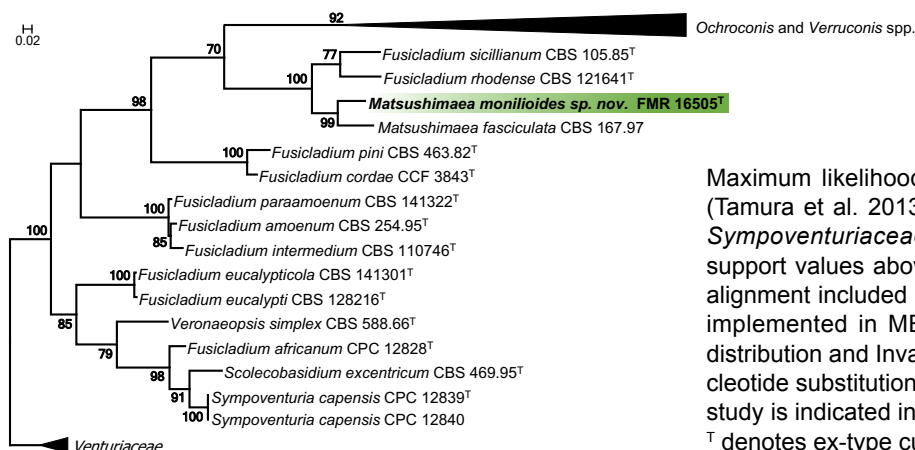 92
Ochroconis and Verruconis spp.
0.02
70
77
Fusicladium sicillianum CBS 105.85ᵀ
100
Fusicladium rhodense CBS 121641ᵀ
98
Matsushimaea monilioides sp. nov. FMR 16505ᵀ
99
Matsushimaea fasciculata CBS 167.97
100
Fusicladium pini CBS 463.82ᵀ
Fusicladium cordae CCF 3843ᵀ
100
Fusicladium paraamoenum CBS 141322ᵀ
Fusicladium amoenum CBS 254.95ᵀ
85
Fusicladium intermedium CBS 110746ᵀ
100
100
Fusicladium eucalypticola CBS 141301ᵀ
Fusicladium eucalypti CBS 128216ᵀ
85
Veronaeopsis simplex CBS 588.66ᵀ
79
Fusicladium africanum CPC 12828ᵀ
98
Scolecobasidium excentricum CBS 469.95ᵀ
91
Sympoventuria capensis CPC 12839ᵀ
100
Sympoventuria capensis CPC 12840
Venturiaceae
Maximum likelihood
(Tamura et al. 2013
Sympoventuriaceae
support values abov
alignment included
implemented in ME
distribution and Inva
cleotide substitution
study is indicated in
ᵀ denotes ex-type cu